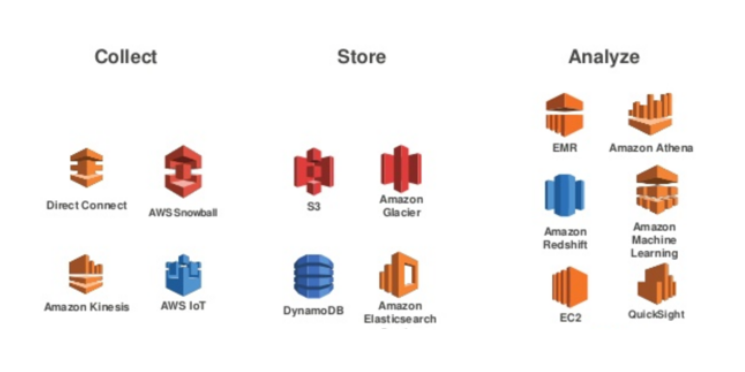 Collect
Store
Analyze
EMR
Amazon Athena
Direct Connect
AWS Snowball
S3
Amazon
Glacier
Amazon
Redshift
Amazon
Machine
Learning
Amazon Kinesis
AWS IoT
DynamoDB
Amazon
Elasticsearch
EC2
QuickSight